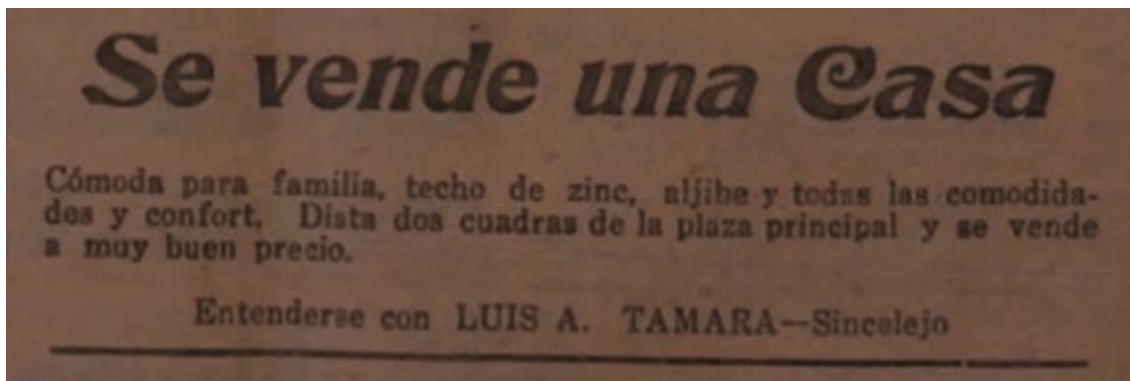 Se vende una Casa
Cómoda para familia, techo de zinc, aljibe y todas las comodida-
des y confort. Dista dos cuadras de la plaza principal y se vende
a muy buen precio.
Entenderse con LUIS A. TAMARA—Sincelejo